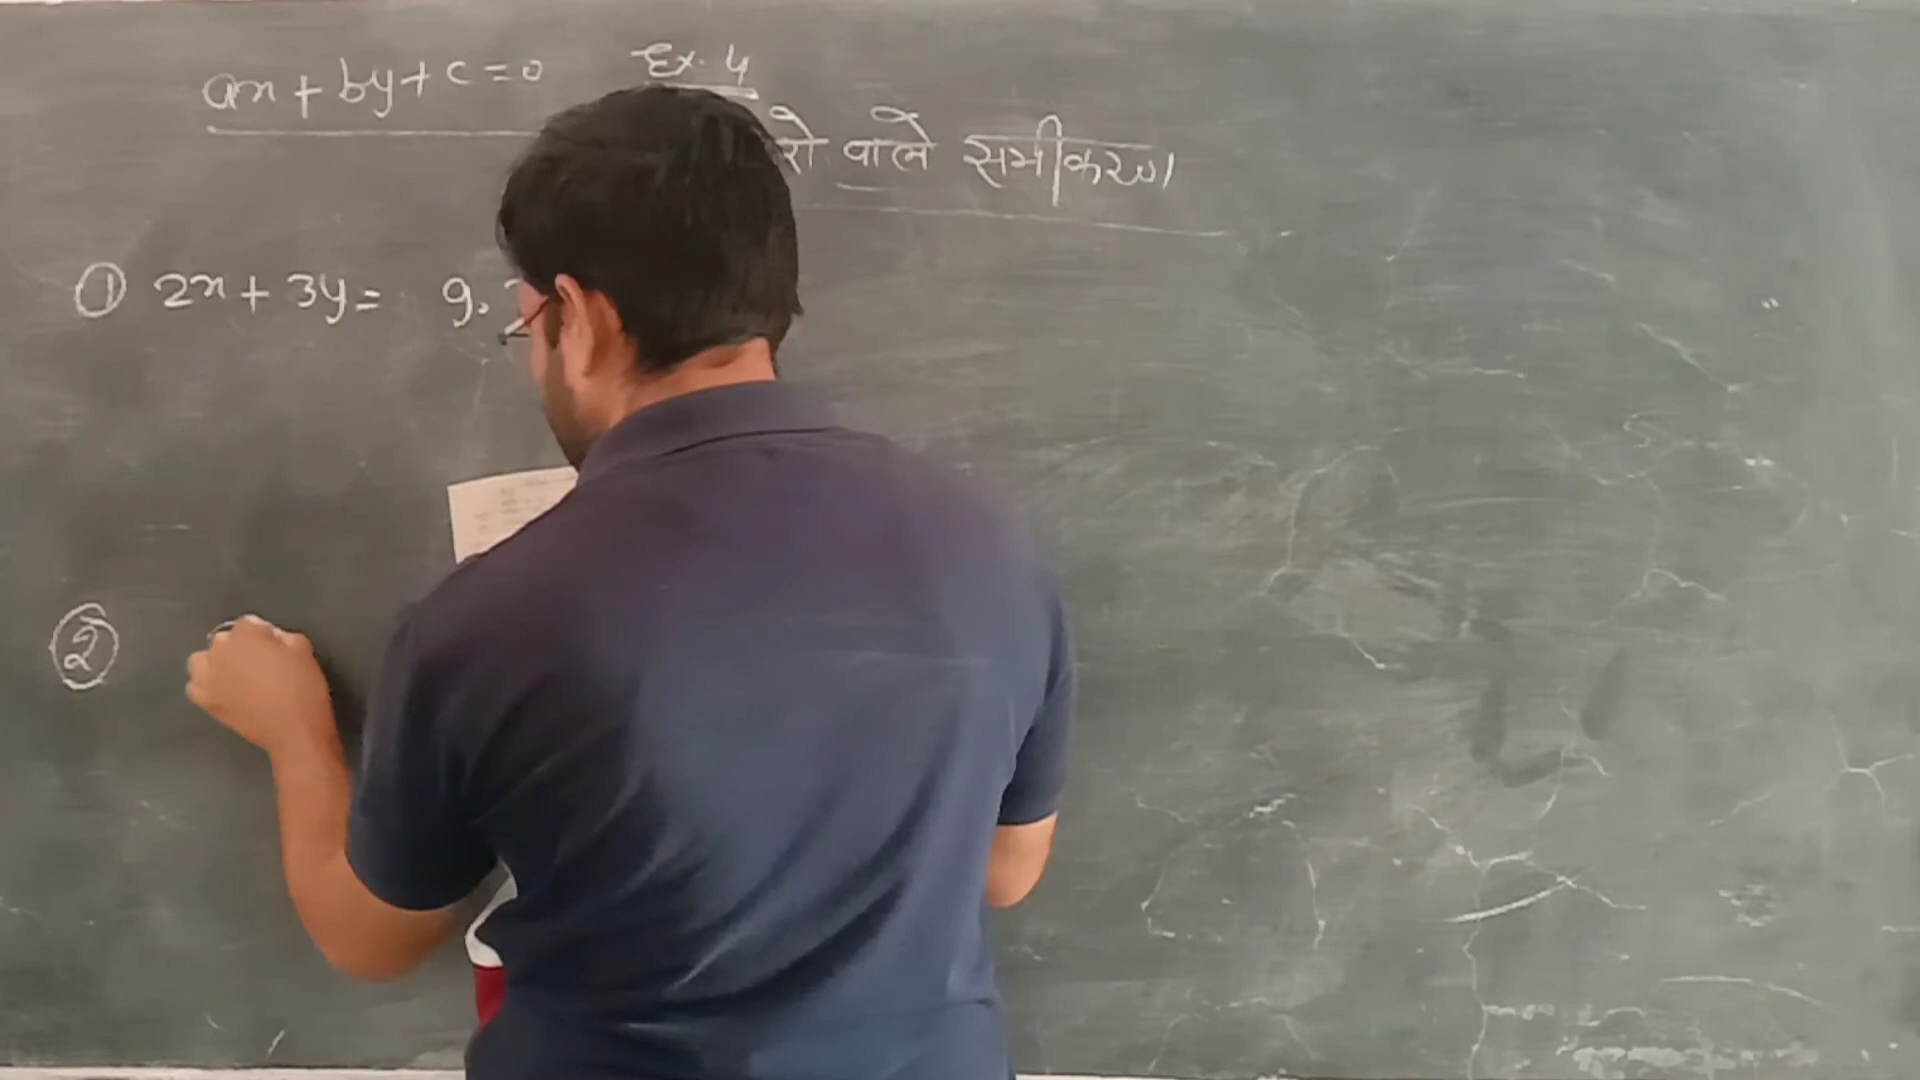 ax + by + c = 0 Ex. 4
रो वाले समीकरण
① 2x + 3y = 9.
②